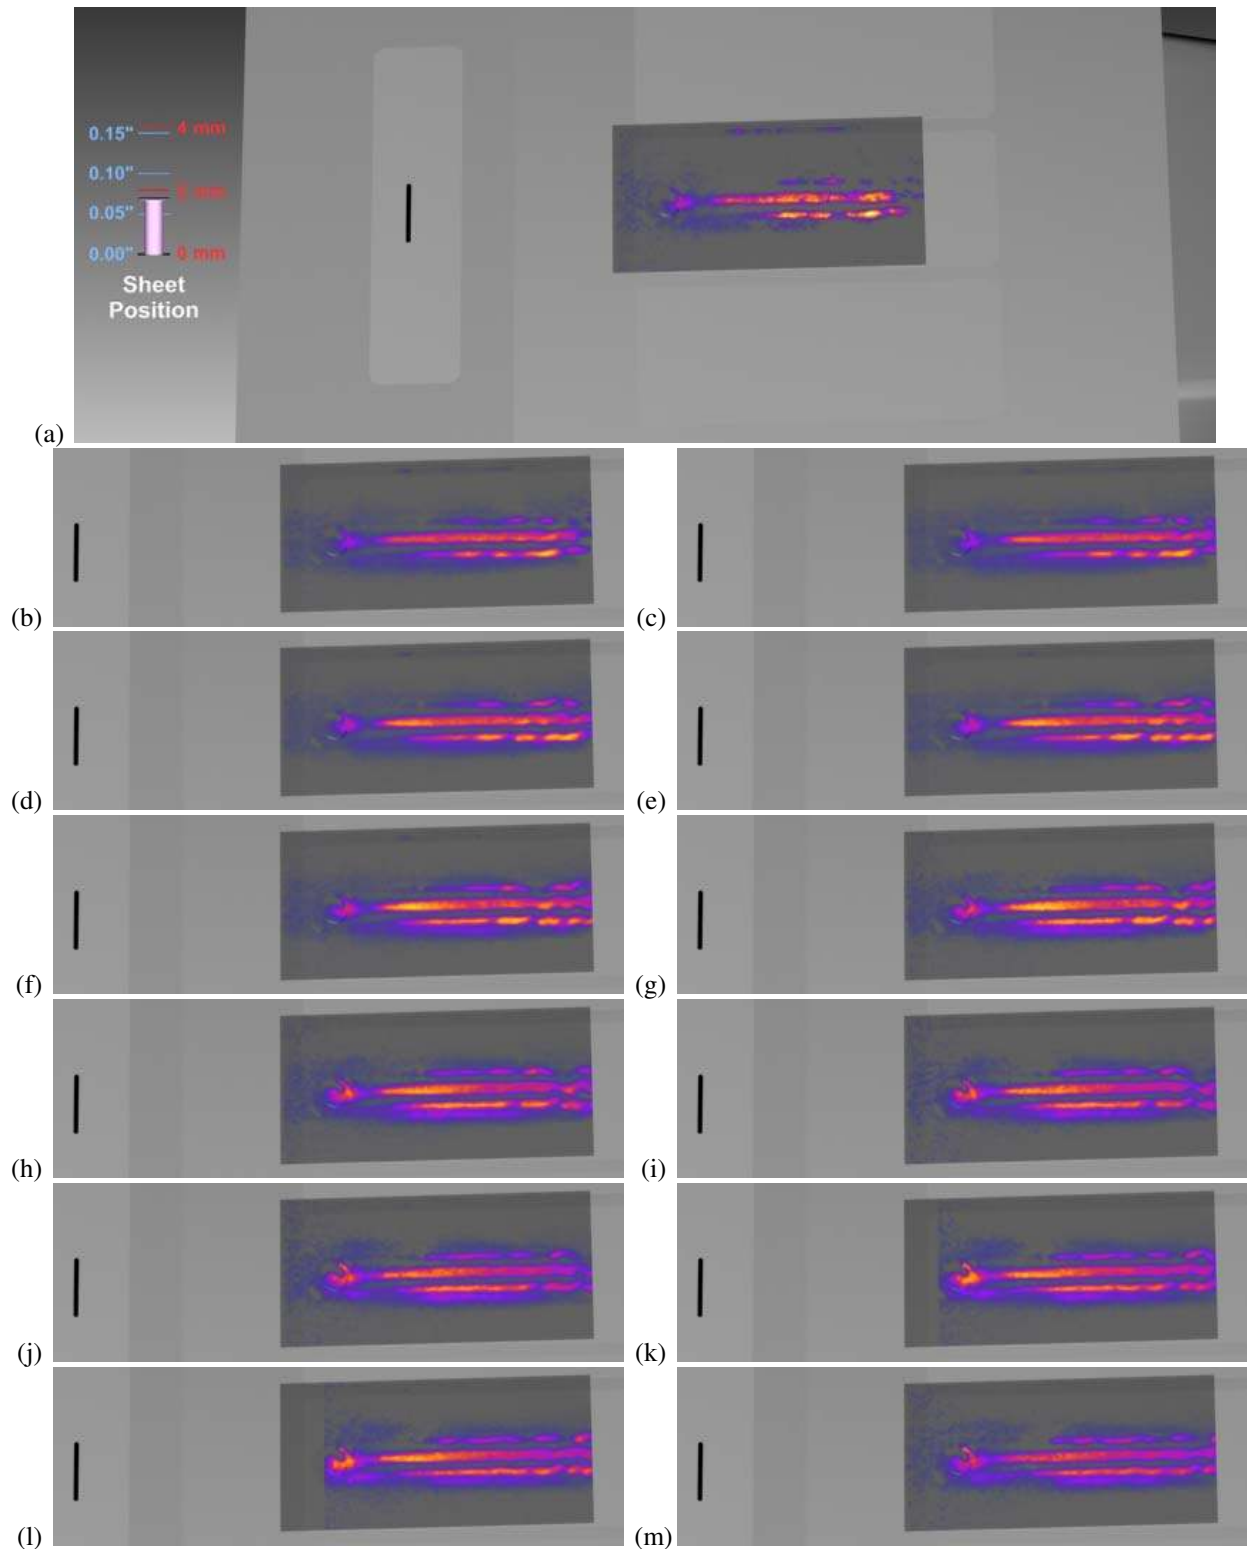 0.15" 4 mm
0.10"
0.05"
0.00" 0 mm
Sheet
Position
(a)
(b) (c)
(d) (e)
(f) (g)
(h) (i)
(j) (k)
(l) (m)